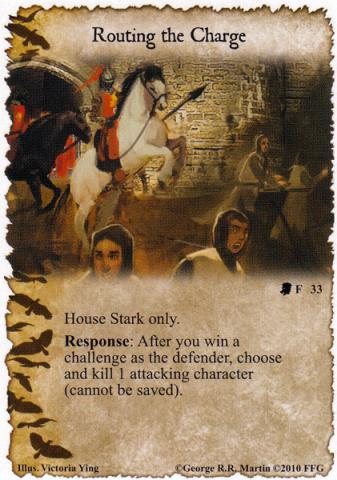 Routing the Charge
F 33
House Stark only.
Response: After you win a
challenge as the defender, choose
and kill 1 attacking character
(cannot be saved).
Illus. Victoria Ying ©George R.R. Martin ©2010 FFG